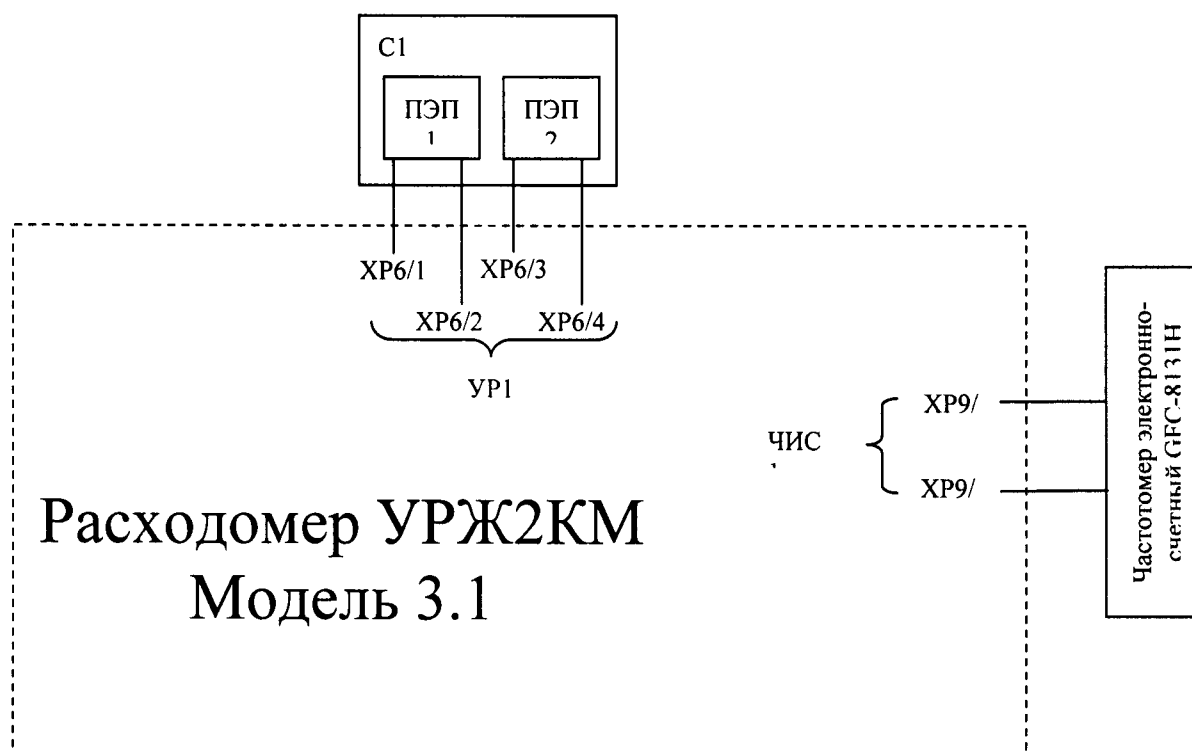 С1
ПЭП
1
ПЭП
2
ХР6/1
ХР6/3
ХР6/2
ХР6/4
УР1
ЧИС
ХР9/
ХР9/
Частотомер электронно-
счетный GFC-8131H
Расходомер УРЖ2КМ
Модель 3.1